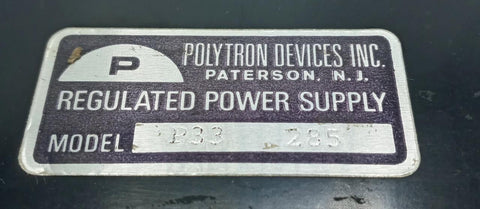 P
POLYTRON DEVICES INC.
PATERSON, N.J.
REGULATED POWER SUPPLY
MODEL P33 285